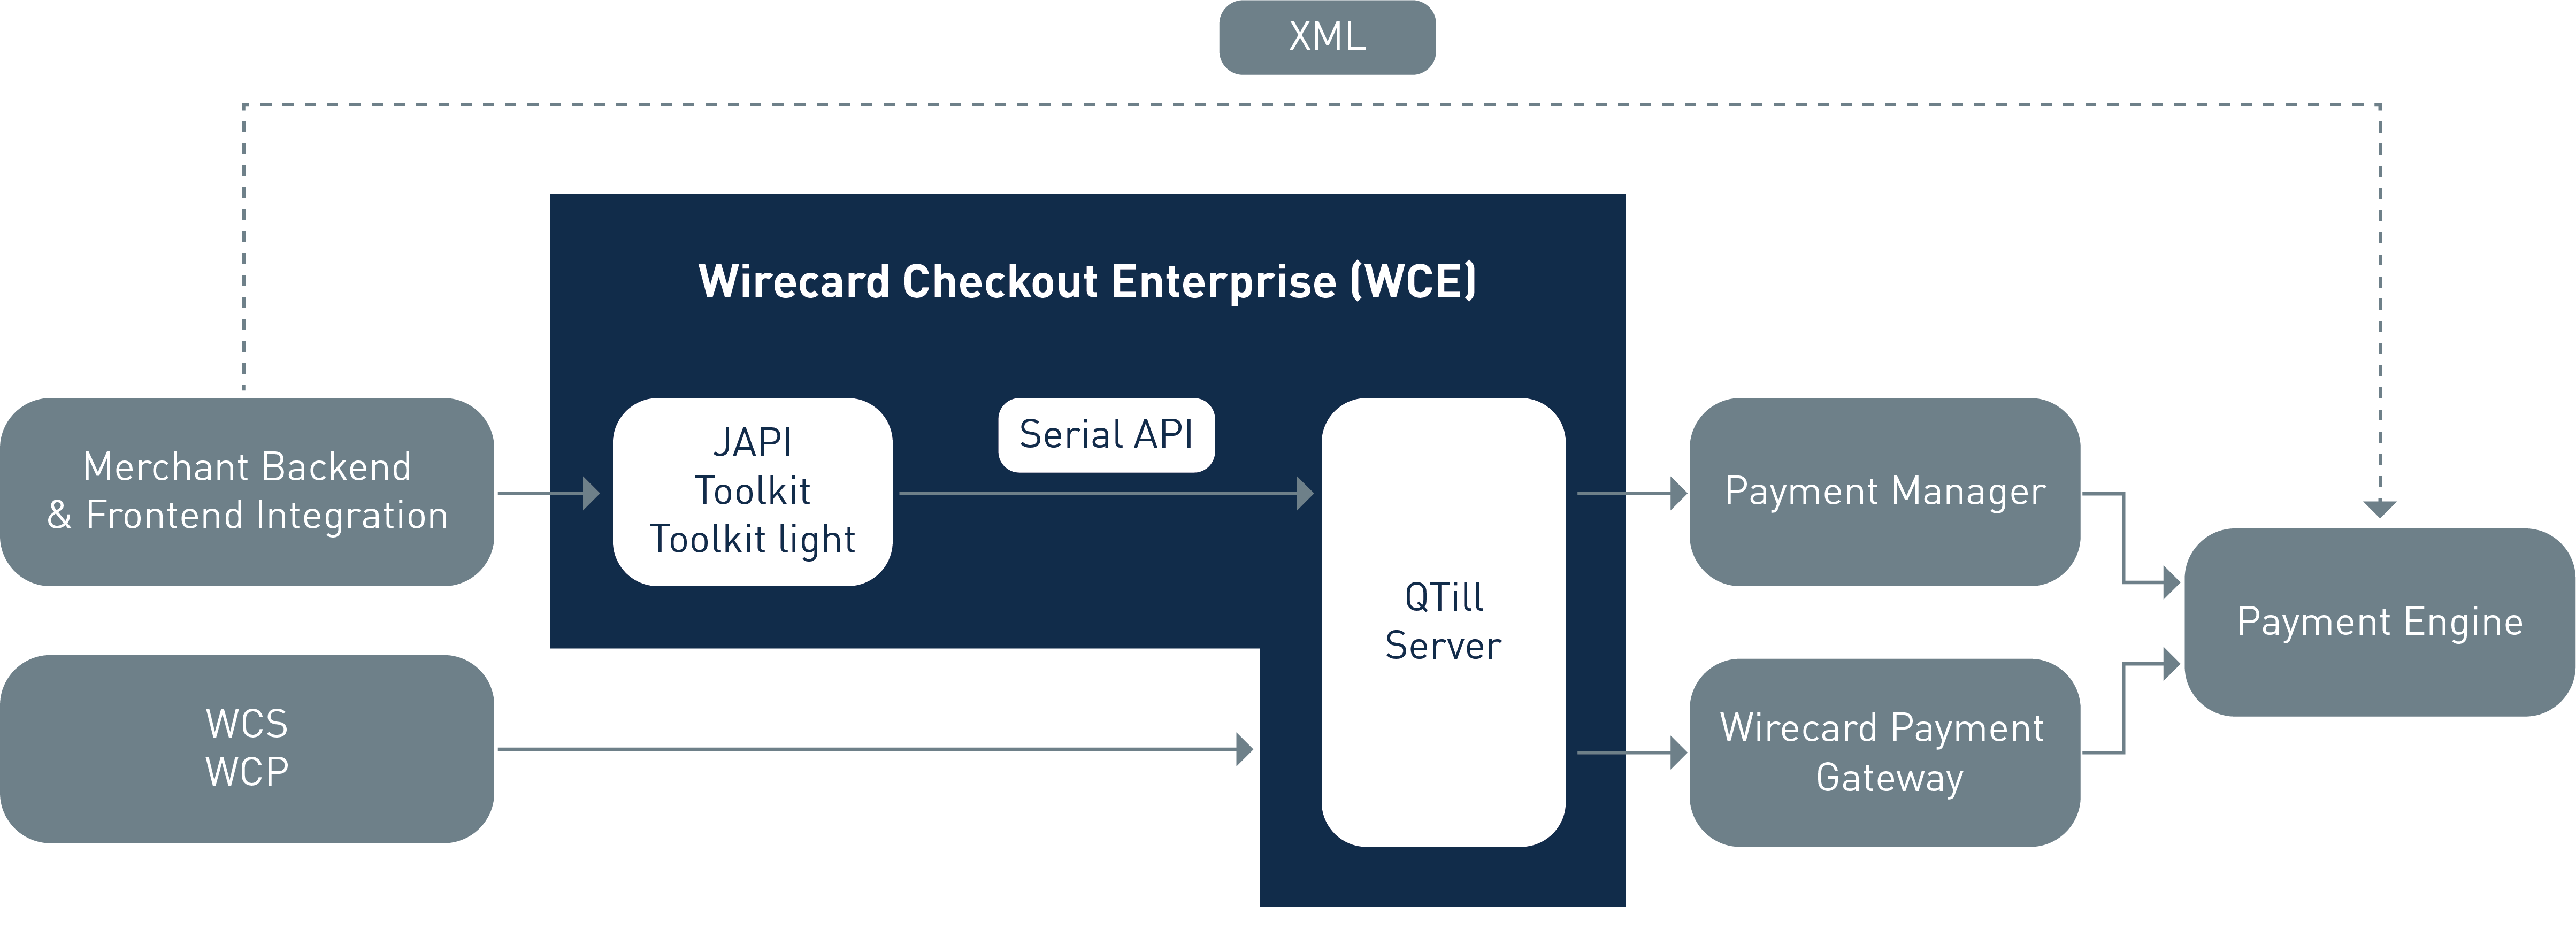 XML
Wirecard Checkout Enterprise (WCE)
Merchant Backend
& Frontend Integration
JAPI
Toolkit
Toolkit light
Serial API
QTill
Server
Payment Manager
Payment Engine
WCS
WCP
Wirecard Payment
Gateway